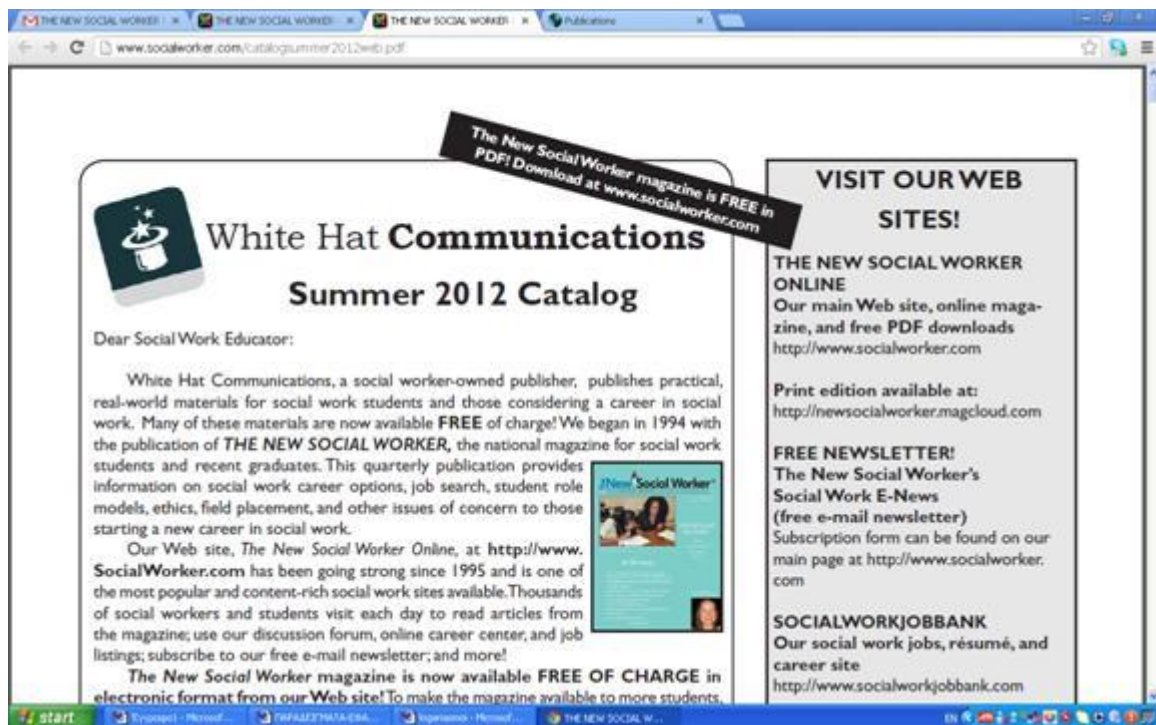 THE NEW SOCIAL WORKER
THE NEW SOCIAL WORKER
THE NEW SOCIAL WORKER
Publications
www.socialworker.com/catalogsummer2012web.pdf
The New Social Worker magazine is FREE in
PDF! Download at www.socialworker.com
White Hat Communications
Summer 2012 Catalog
Dear Social Work Educator:
White Hat Communications, a social worker-owned publisher, publishes practical,
real-world materials for social work students and those considering a career in social
work. Many of these materials are now available FREE of charge! We began in 1994 with
the publication of THE NEW SOCIAL WORKER, the national magazine for social work
students and recent graduates. This quarterly publication provides
information on social work career options, job search, student role
models, ethics, field placement, and other issues of concern to those
starting a new career in social work.
Our Web site, The New Social Worker Online, at http://www.
SocialWorker.com has been going strong since 1995 and is one of
the most popular and content-rich social work sites available. Thousands
of social workers and students visit each day to read articles from
the magazine; use our discussion forum, online career center, and job
listings; subscribe to our free e-mail newsletter; and more!
The New Social Worker magazine is now available FREE OF CHARGE in
electronic format from our Web site! To make the magazine available to more students,
The New Social Worker
VISIT OUR WEB
SITES!
THE NEW SOCIAL WORKER
ONLINE
Our main Web site, online maga-
zine, and free PDF downloads
http://www.socialworker.com
Print edition available at:
http://newsocialworker.magcloud.com
FREE NEWSLETTER!
The New Social Worker's
Social Work E-News
(free e-mail newsletter)
Subscription form can be found on our
main page at http://www.socialworker.
com
SOCIALWORKJOBBANK
Our social work jobs, résumé, and
career site
http://www.socialworkjobbank.com
start
THE NEW SOCIAL W...
EN